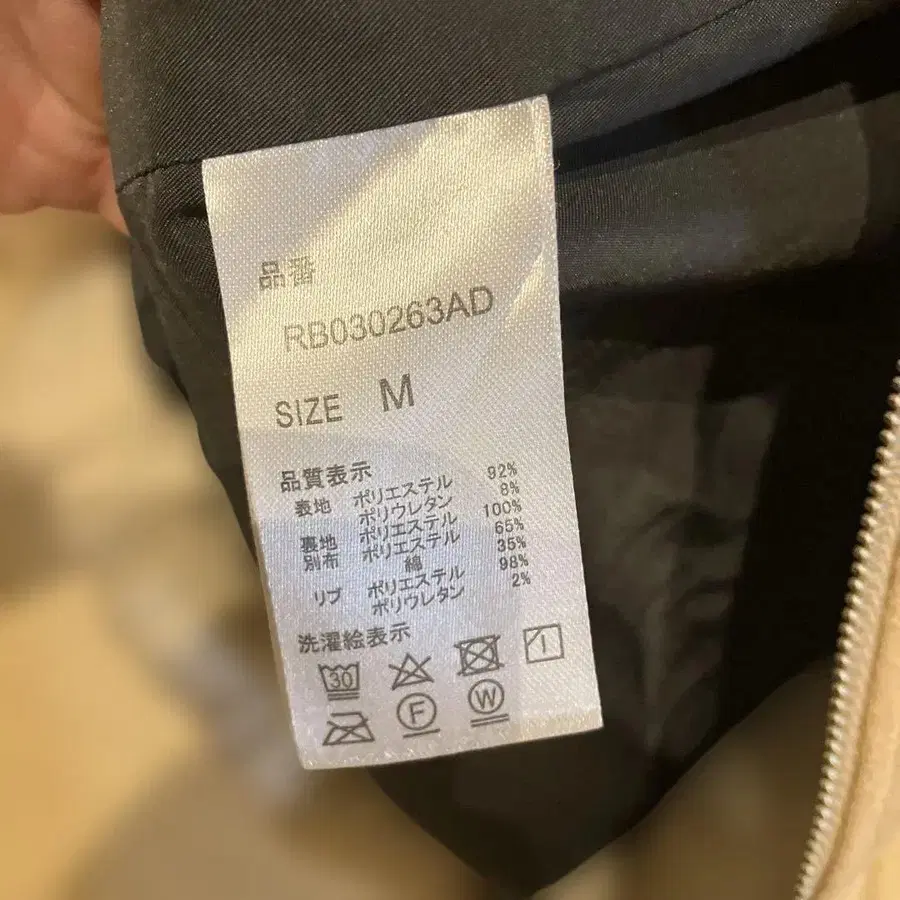 品番
RB030263AD
SIZE M
品質表示
表地 ポリエステル 92%
ポリウレタン 8%
裏地 ポリエステル 100%
別布 ポリエステル 65%
綿 35%
リブ ポリエステル 98%
ポリウレタン 2%
洗濯絵表示
30
F W